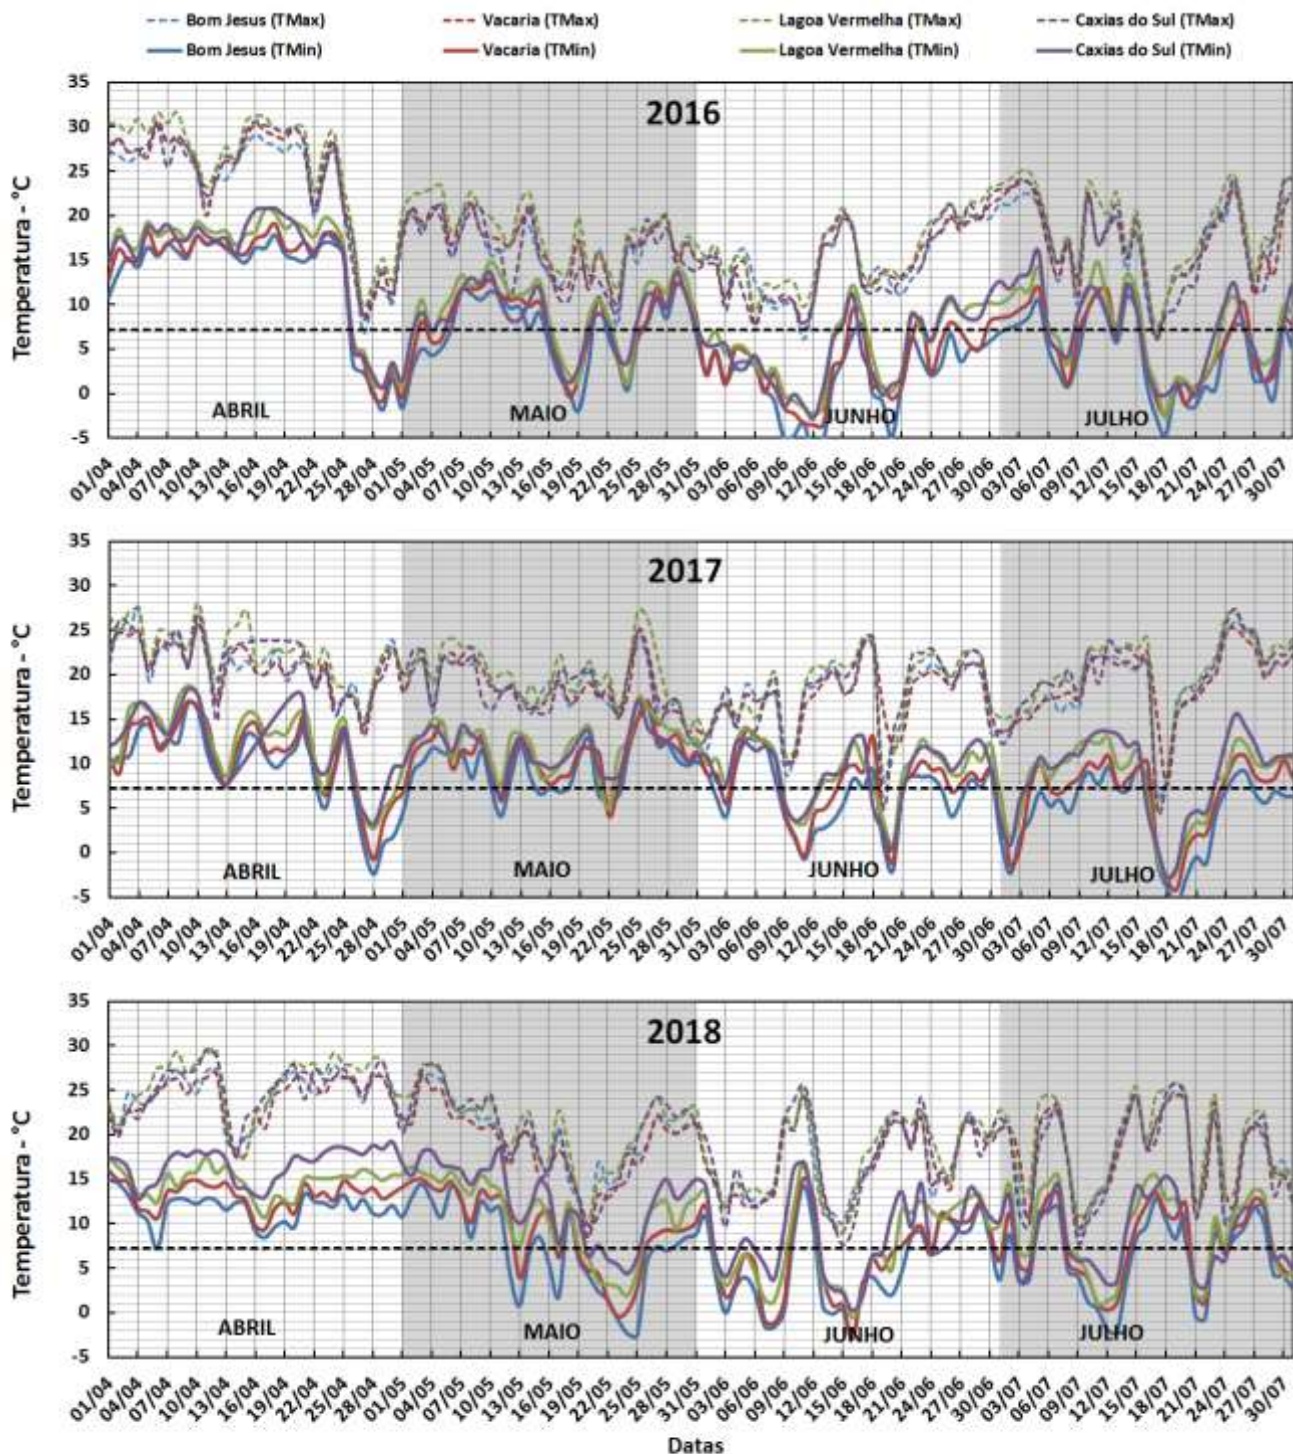 Bom Jesus (TMax) Vacaria (TMax) Lagoa Vermelha (TMax) Caxias do Sul (TMax)
Bom Jesus (TMin) Vacaria (TMin) Lagoa Vermelha (TMin) Caxias do Sul (TMin)
2016
Temperatura - °C
35
30
25
20
15
10
5
0
-5
ABRIL MAIO JUNHO JULHO
01/04 04/04 07/04 10/04 13/04 16/04 19/04 22/04 25/04 28/04 01/05 04/05 07/05 10/05 13/05 16/05 19/05 22/05 25/05 28/05 31/05 03/06 06/06 09/06 12/06 15/06 18/06 21/06 24/06 27/06 30/06 03/07 06/07 09/07 12/07 15/07 18/07 21/07 24/07 27/07 30/07
2017
Temperatura - °C
35
30
25
20
15
10
5
0
-5
ABRIL MAIO JUNHO JULHO
01/04 04/04 07/04 10/04 13/04 16/04 19/04 22/04 25/04 28/04 01/05 04/05 07/05 10/05 13/05 16/05 19/05 22/05 25/05 28/05 31/05 03/06 06/06 09/06 12/06 15/06 18/06 21/06 24/06 27/06 30/06 03/07 06/07 09/07 12/07 15/07 18/07 21/07 24/07 27/07 30/07
2018
Temperatura - °C
35
30
25
20
15
10
5
0
-5
ABRIL MAIO JUNHO JULHO
01/04 04/04 07/04 10/04 13/04 16/04 19/04 22/04 25/04 28/04 01/05 04/05 07/05 10/05 13/05 16/05 19/05 22/05 25/05 28/05 31/05 03/06 06/06 09/06 12/06 15/06 18/06 21/06 24/06 27/06 30/06 03/07 06/07 09/07 12/07 15/07 18/07 21/07 24/07 27/07 30/07
Datas